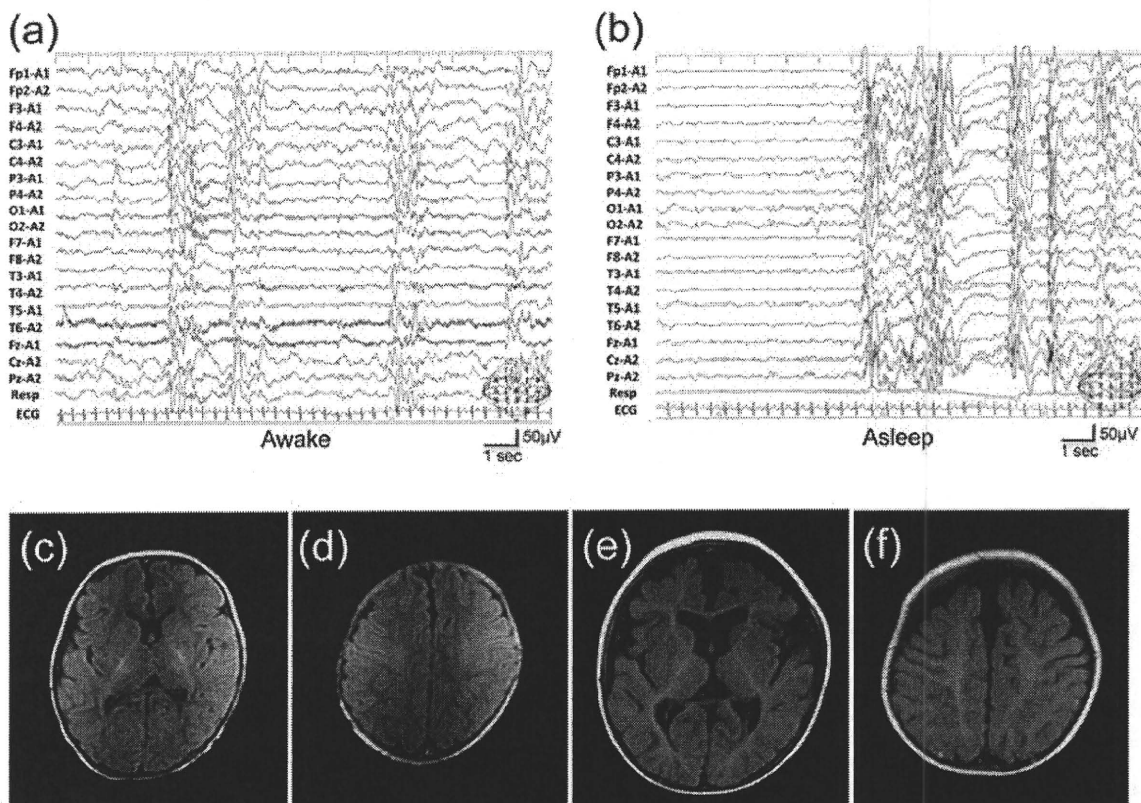 (a)
Fp1-A1
Fp2-A2
F3-A1
F4-A2
C3-A1
C4-A2
P3-A1
P4-A2
O1-A1
O2-A2
F7-A1
F8-A2
T3-A1
T4-A2
T5-A1
T6-A2
Fz-A1
Cz-A2
Pz-A2
Resp
ECG
Awake
50μV
1 sec
(b)
Fp1-A1
Fp2-A2
F3-A1
F4-A2
C3-A1
C4-A2
P3-A1
P4-A2
O1-A1
O2-A2
F7-A1
F8-A2
T3-A1
T4-A2
T5-A1
T6-A2
Fz-A1
Cz-A2
Pz-A2
Resp
ECG
Asleep
50μV
1 sec
(c)
(d)
(e)
(f)